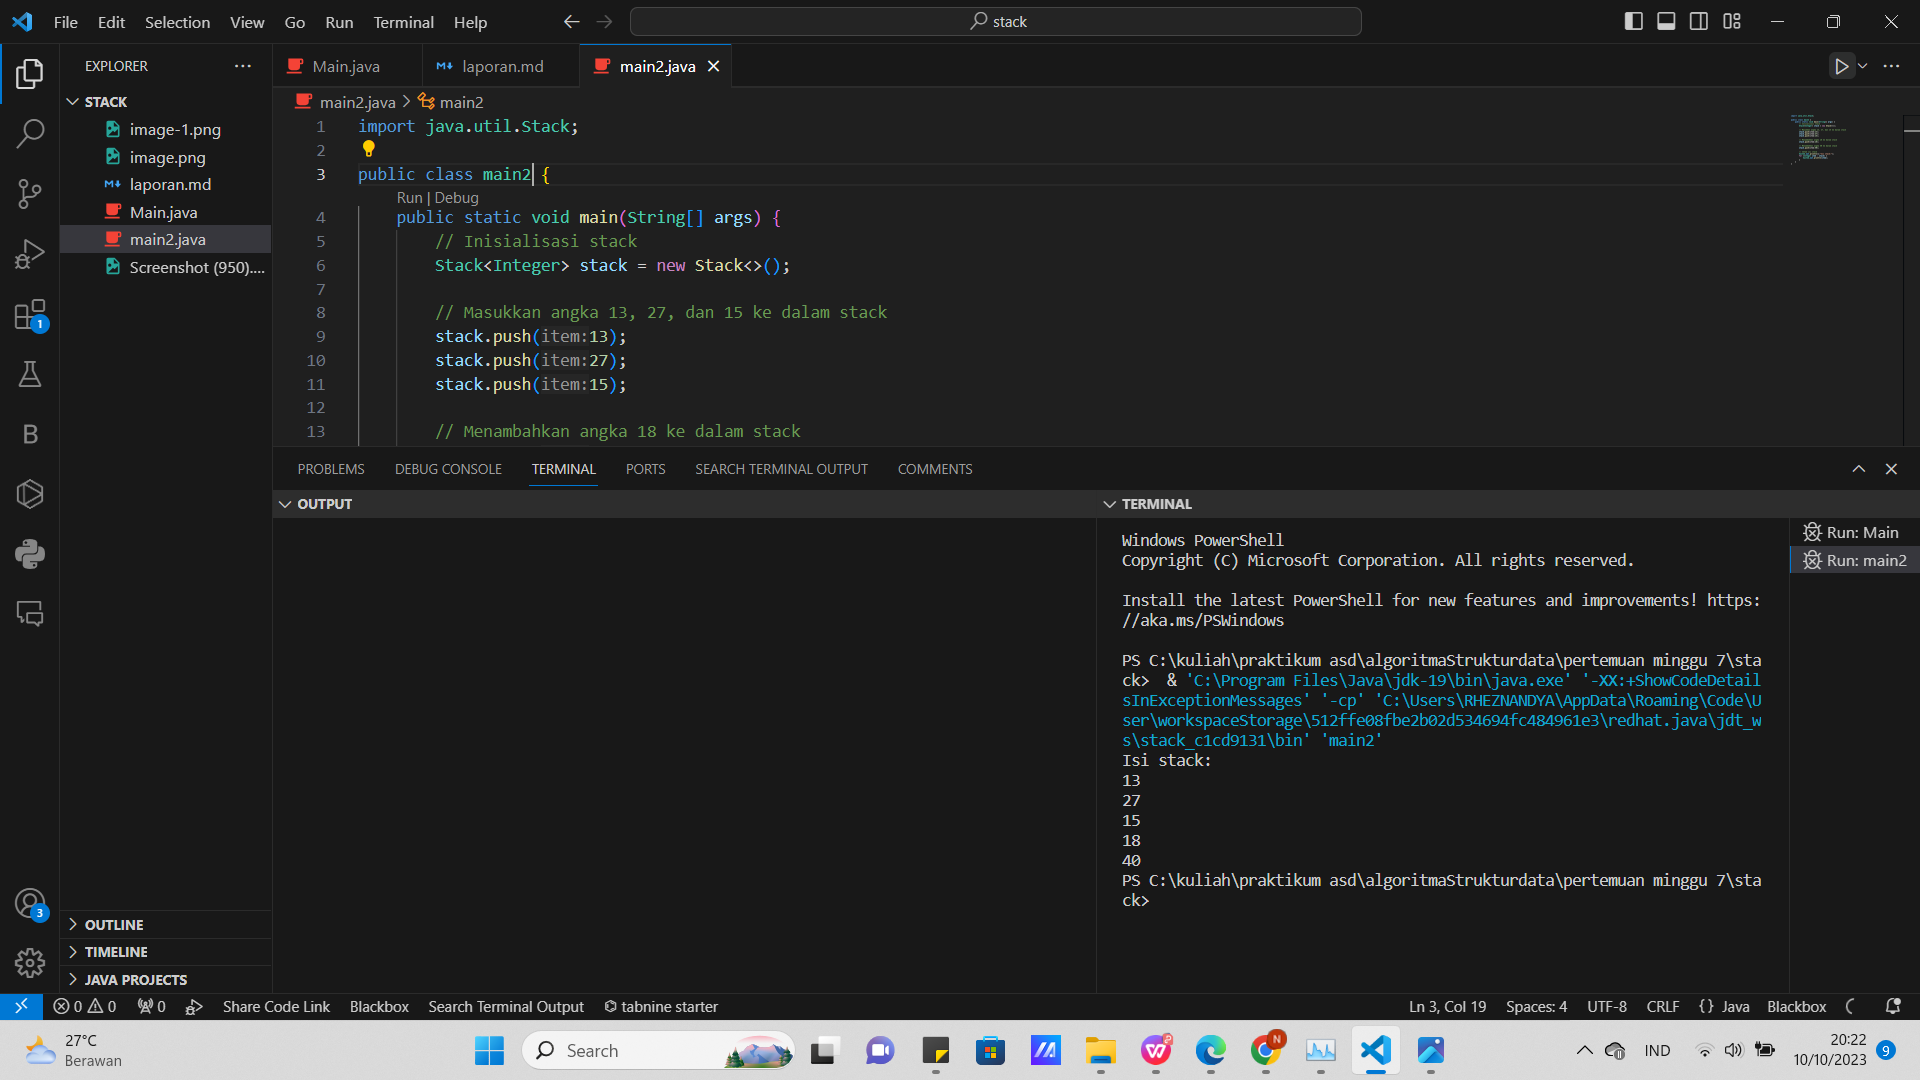 File Edit Selection View Go Run Terminal Help
stack
EXPLORER
Main.java
laporan.md
main2.java
STACK
image-1.png
image.png
laporan.md
Main.java
main2.java
Screenshot (950)....
main2.java > main2
1 import java.util.Stack;
2
3 public class main2 {
Run | Debug
4 public static void main(String[] args) {
5 // Inisialisasi stack
6 Stack<Integer> stack = new Stack<>();
7
8 // Masukkan angka 13, 27, dan 15 ke dalam stack
9 stack.push(item:13);
10 stack.push(item:27);
11 stack.push(item:15);
12
13 // Menambahkan angka 18 ke dalam stack
PROBLEMS DEBUG CONSOLE TERMINAL PORTS SEARCH TERMINAL OUTPUT COMMENTS
OUTPUT
TERMINAL
Windows PowerShell
Copyright (C) Microsoft Corporation. All rights reserved.
Install the latest PowerShell for new features and improvements! https:
//aka.ms/PSWindows
PS C:\kuliah\praktikum asd\algoritmaStrukturdata\pertemuan minggu 7\sta
ck>  & 'C:\Program Files\Java\jdk-19\bin\java.exe' '-XX:+ShowCodeDetail
sInExceptionMessages' '-cp' 'C:\Users\RHEZNANDYA\AppData\Roaming\Code\U
ser\workspaceStorage\512ffe08fbe2b02d534694fc484961e3\redhat.java\jdt_w
s\stack_c1cd9131\bin' 'main2'
Isi stack:
13
27
15
18
40
PS C:\kuliah\praktikum asd\algoritmaStrukturdata\pertemuan minggu 7\sta
ck>
Run: Main
Run: main2
1
B
3
OUTLINE
TIMELINE
JAVA PROJECTS
0 0 0 Share Code Link Blackbox Search Terminal Output tabnine starter
Ln 3, Col 19 Spaces: 4 UTF-8 CRLF {} Java Blackbox
27°C
Berawan
Search
N
IND
20:22
10/10/2023
9